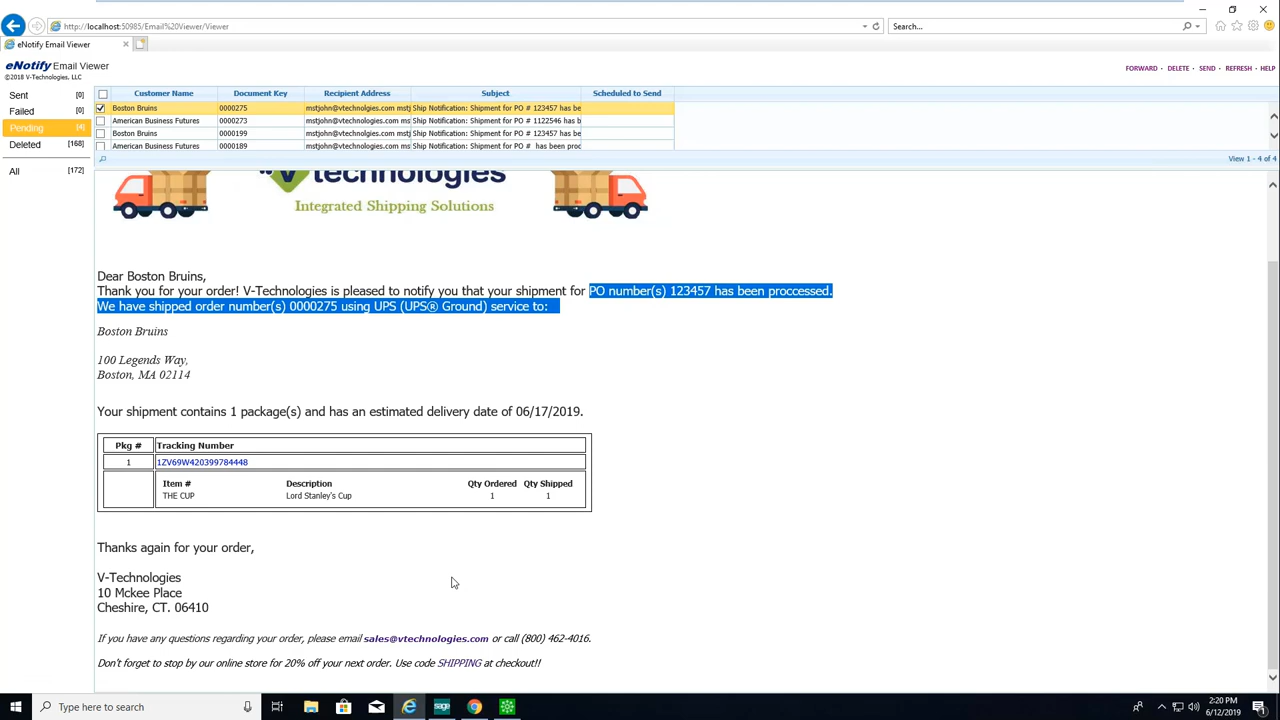 http://localhost:50985/Email%20Viewer/Viewer
Search...
eNotify Email Viewer
eNotify Email Viewer
©2018 V-Technologies, LLC
FORWARD · DELETE · SEND · REFRESH · HELP
Sent [0]
Failed [0]
Pending [4]
Deleted [168]
All [172]
Customer Name Document Key Recipient Address Subject Scheduled to Send
Boston Bruins 0000275 mstjohn@vtechnolgies.com mstj Ship Notification: Shipment for PO # 123457 has be
American Business Futures 0000273 mstjohn@vtechnologies.com ms Ship Notification: Shipment for PO # 1122546 has b
Boston Bruins 0000199 mstjohn@vtechnologies.com ms Ship Notification: Shipment for PO # 123457 has be
American Business Futures 0000189 mstjohn@vtechnologies.com ms Ship Notification: Shipment for PO # has been proc
View 1 - 4 of 4
Vtechnologies
Integrated Shipping Solutions
Dear Boston Bruins,
Thank you for your order! V-Technologies is pleased to notify you that your shipment for PO number(s) 123457 has been proccessed.
We have shipped order number(s) 0000275 using UPS (UPS® Ground) service to:
Boston Bruins
100 Legends Way,
Boston, MA 02114
Your shipment contains 1 package(s) and has an estimated delivery date of 06/17/2019.
Pkg # Tracking Number
1 1ZV69W420399784448
Item # Description Qty Ordered Qty Shipped
THE CUP Lord Stanley's Cup 1 1
Thanks again for your order,
V-Technologies
10 Mckee Place
Cheshire, CT. 06410
If you have any questions regarding your order, please email sales@vtechnologies.com or call (800) 462-4016.
Don't forget to stop by our online store for 20% off your next order. Use code SHIPPING at checkout!!
Type here to search
sage
2:20 PM
6/12/2019
1